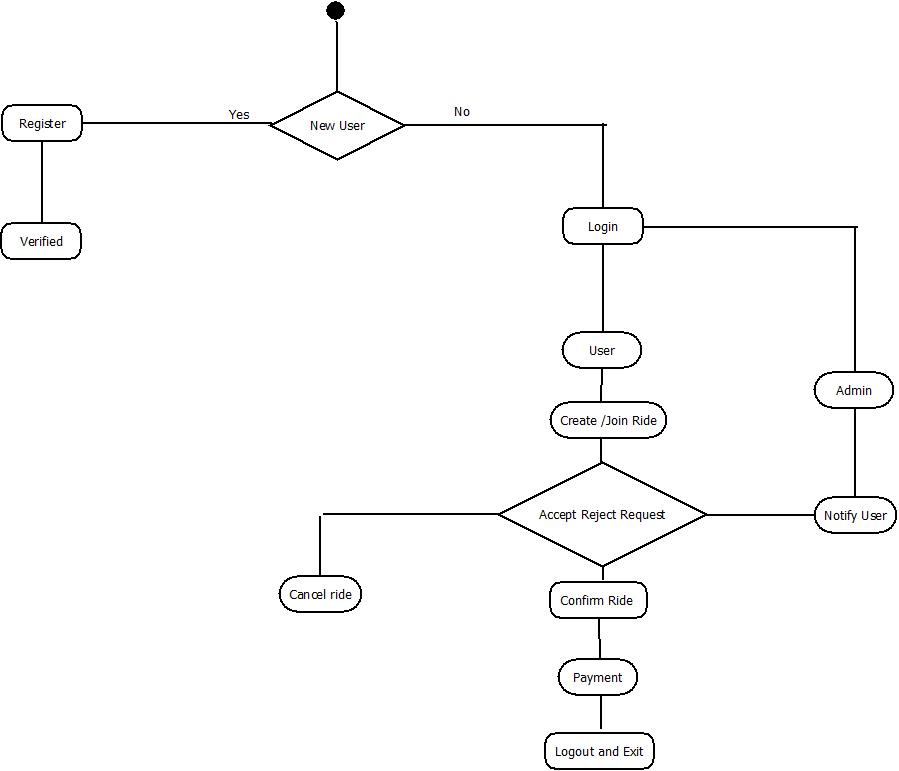 Yes
No
Register
New User
Login
Verified
User
Admin
Create /Join Ride
Accept Reject Request
Notify User
Cancel ride
Confirm Ride
Payment
Logout and Exit